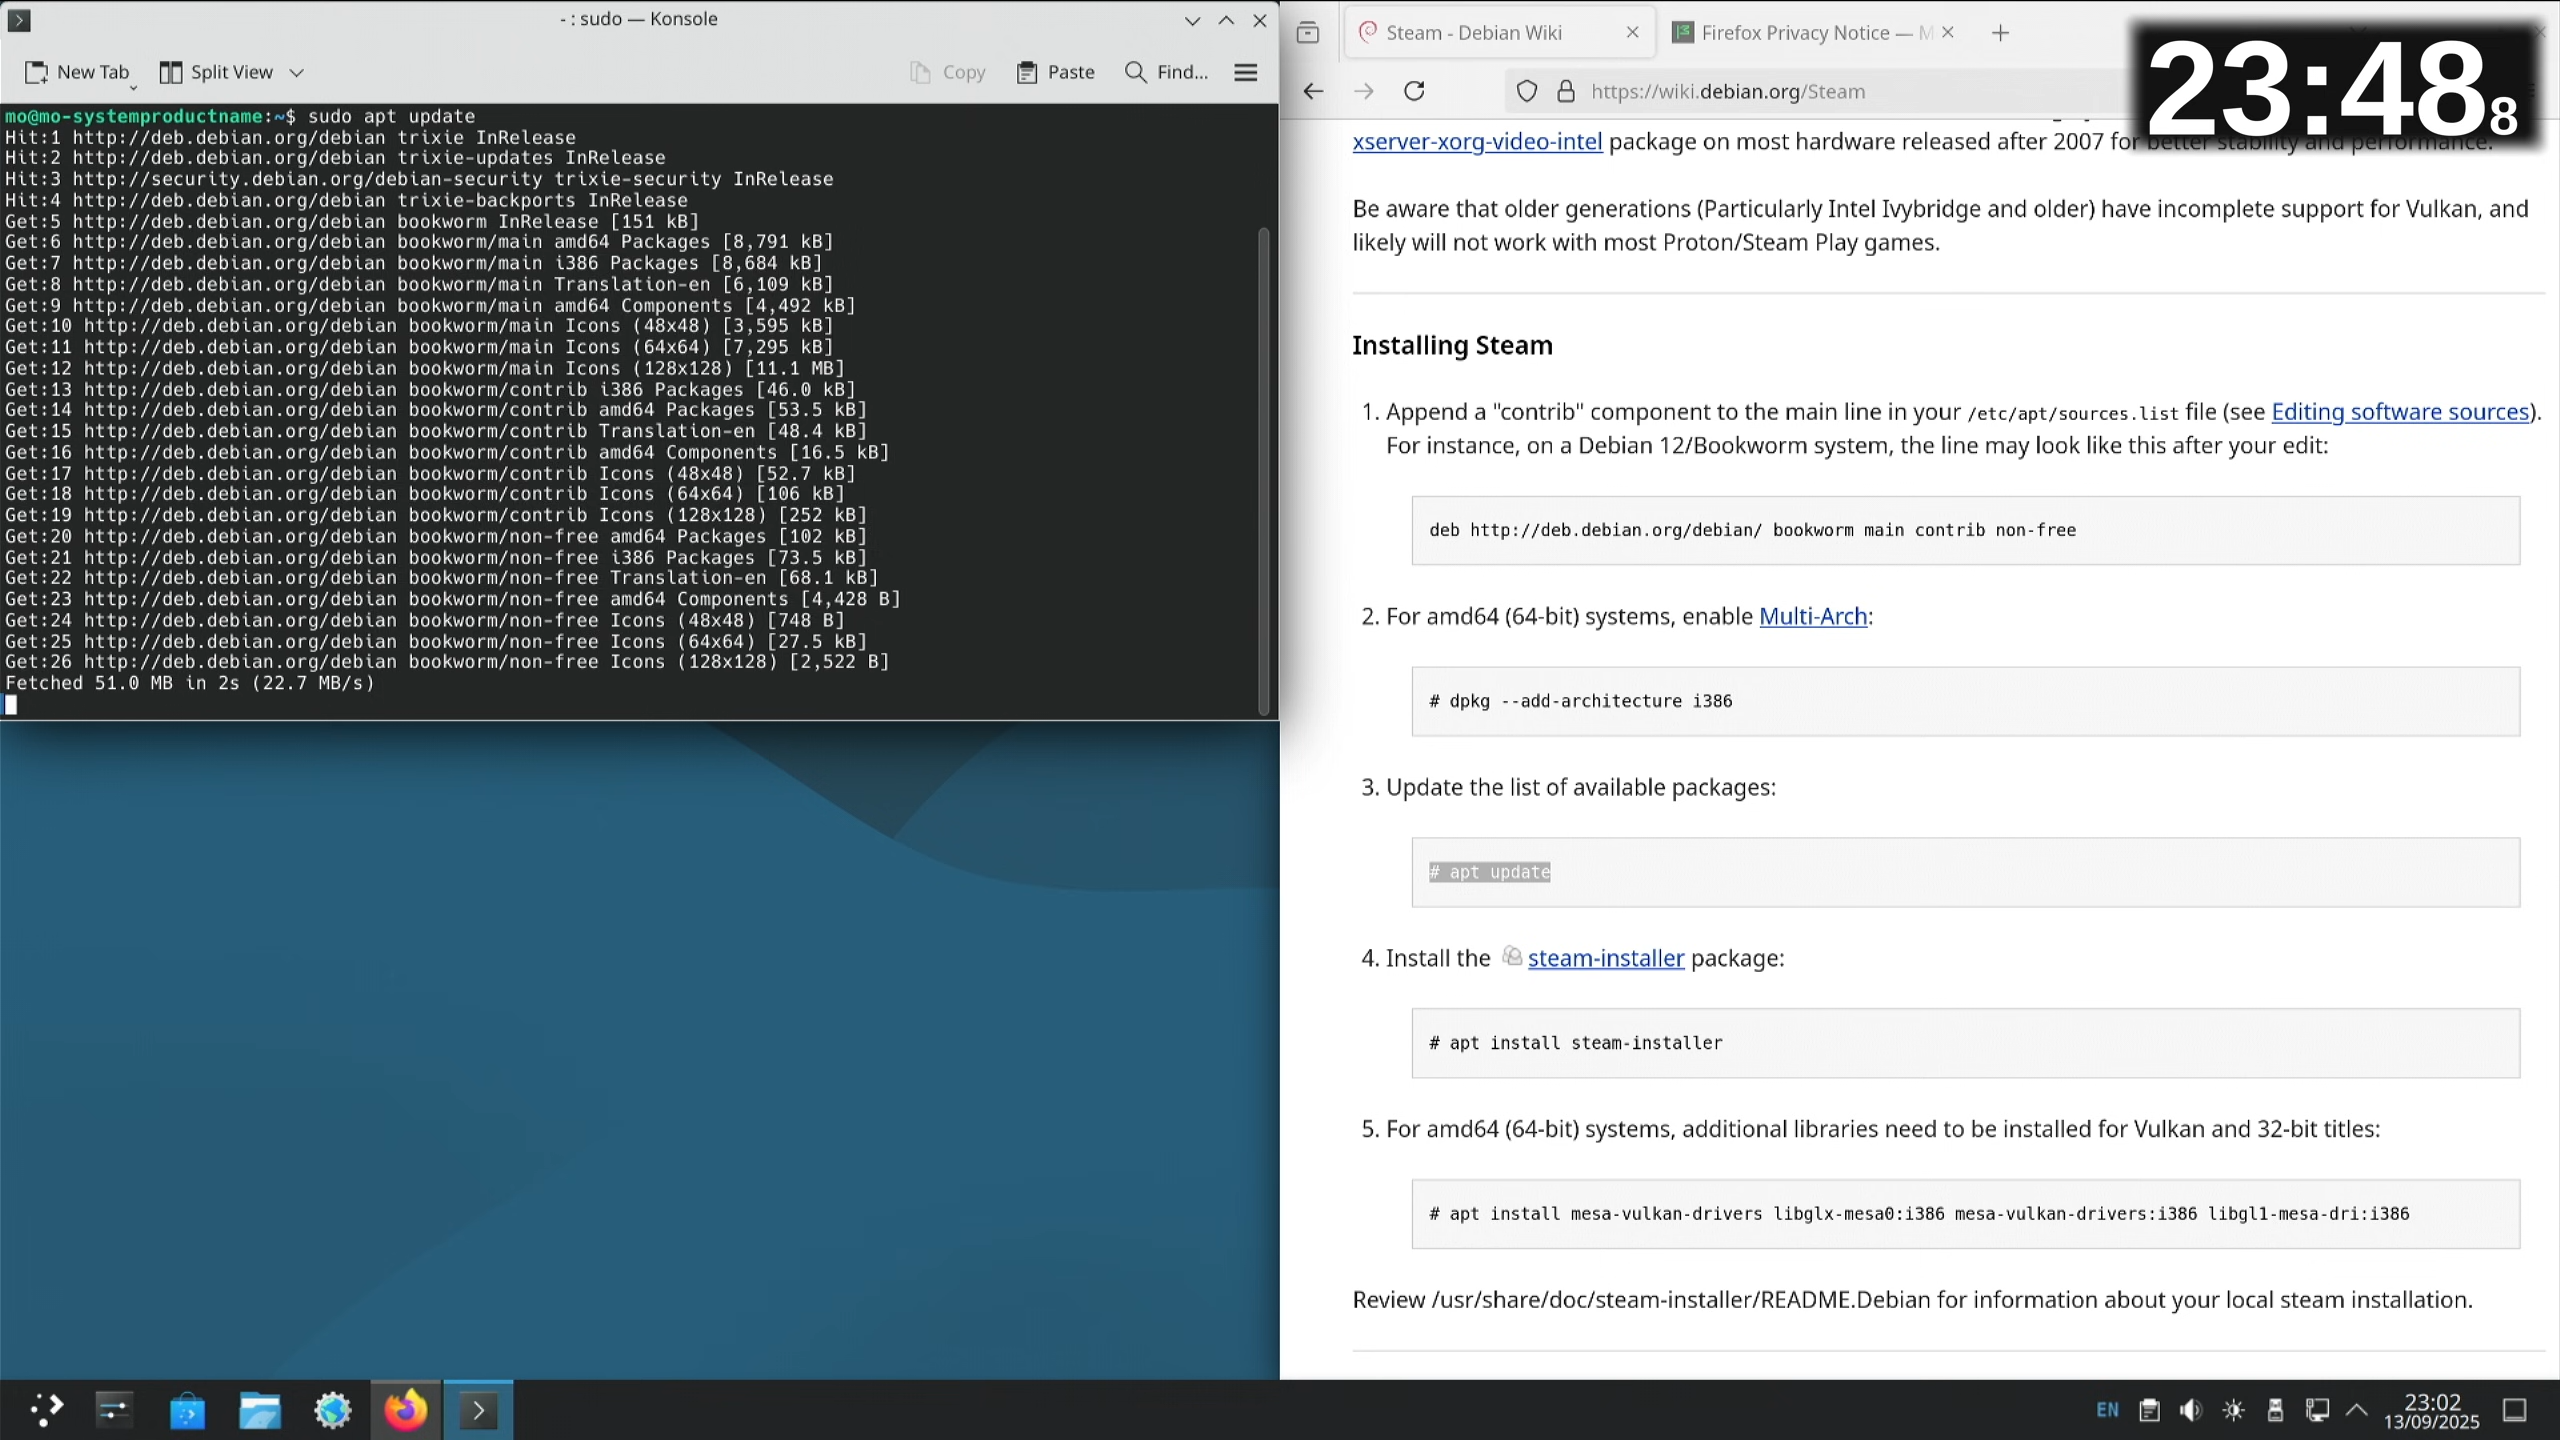 - : sudo — Konsole
New Tab
Split View
Copy
Paste
Find...
mo@mo-systemproductname:~$ sudo apt update
Hit:1 http://deb.debian.org/debian trixie InRelease
Hit:2 http://deb.debian.org/debian trixie-updates InRelease
Hit:3 http://security.debian.org/debian-security trixie-security InRelease
Hit:4 http://deb.debian.org/debian trixie-backports InRelease
Get:5 http://deb.debian.org/debian bookworm InRelease [151 kB]
Get:6 http://deb.debian.org/debian bookworm/main amd64 Packages [8,791 kB]
Get:7 http://deb.debian.org/debian bookworm/main i386 Packages [8,684 kB]
Get:8 http://deb.debian.org/debian bookworm/main Translation-en [6,109 kB]
Get:9 http://deb.debian.org/debian bookworm/main amd64 Components [4,492 kB]
Get:10 http://deb.debian.org/debian bookworm/main Icons (48x48) [3,595 kB]
Get:11 http://deb.debian.org/debian bookworm/main Icons (64x64) [7,295 kB]
Get:12 http://deb.debian.org/debian bookworm/main Icons (128x128) [11.1 MB]
Get:13 http://deb.debian.org/debian bookworm/contrib i386 Packages [46.0 kB]
Get:14 http://deb.debian.org/debian bookworm/contrib amd64 Packages [53.5 kB]
Get:15 http://deb.debian.org/debian bookworm/contrib Translation-en [48.4 kB]
Get:16 http://deb.debian.org/debian bookworm/contrib amd64 Components [16.5 kB]
Get:17 http://deb.debian.org/debian bookworm/contrib Icons (48x48) [52.7 kB]
Get:18 http://deb.debian.org/debian bookworm/contrib Icons (64x64) [106 kB]
Get:19 http://deb.debian.org/debian bookworm/contrib Icons (128x128) [252 kB]
Get:20 http://deb.debian.org/debian bookworm/non-free amd64 Packages [102 kB]
Get:21 http://deb.debian.org/debian bookworm/non-free i386 Packages [73.5 kB]
Get:22 http://deb.debian.org/debian bookworm/non-free Translation-en [68.1 kB]
Get:23 http://deb.debian.org/debian bookworm/non-free amd64 Components [4,428 B]
Get:24 http://deb.debian.org/debian bookworm/non-free Icons (48x48) [748 B]
Get:25 http://deb.debian.org/debian bookworm/non-free Icons (64x64) [27.5 kB]
Get:26 http://deb.debian.org/debian bookworm/non-free Icons (128x128) [2,522 B]
Fetched 51.0 MB in 2s (22.7 MB/s)
Steam - Debian Wiki
Firefox Privacy Notice — M
23:48 8
https://wiki.debian.org/Steam
xserver-xorg-video-intel package on most hardware released after 2007 for better stability and performance.
Be aware that older generations (Particularly Intel Ivybridge and older) have incomplete support for Vulkan, and
likely will not work with most Proton/Steam Play games.
Installing Steam
1. Append a "contrib" component to the main line in your /etc/apt/sources.list file (see Editing software sources).
For instance, on a Debian 12/Bookworm system, the line may look like this after your edit:
deb http://deb.debian.org/debian/ bookworm main contrib non-free
2. For amd64 (64-bit) systems, enable Multi-Arch:
# dpkg --add-architecture i386
3. Update the list of available packages:
# apt update
4. Install the steam-installer package:
# apt install steam-installer
5. For amd64 (64-bit) systems, additional libraries need to be installed for Vulkan and 32-bit titles:
# apt install mesa-vulkan-drivers libglx-mesa0:i386 mesa-vulkan-drivers:i386 libgl1-mesa-dri:i386
Review /usr/share/doc/steam-installer/README.Debian for information about your local steam installation.
EN
23:02
13/09/2025